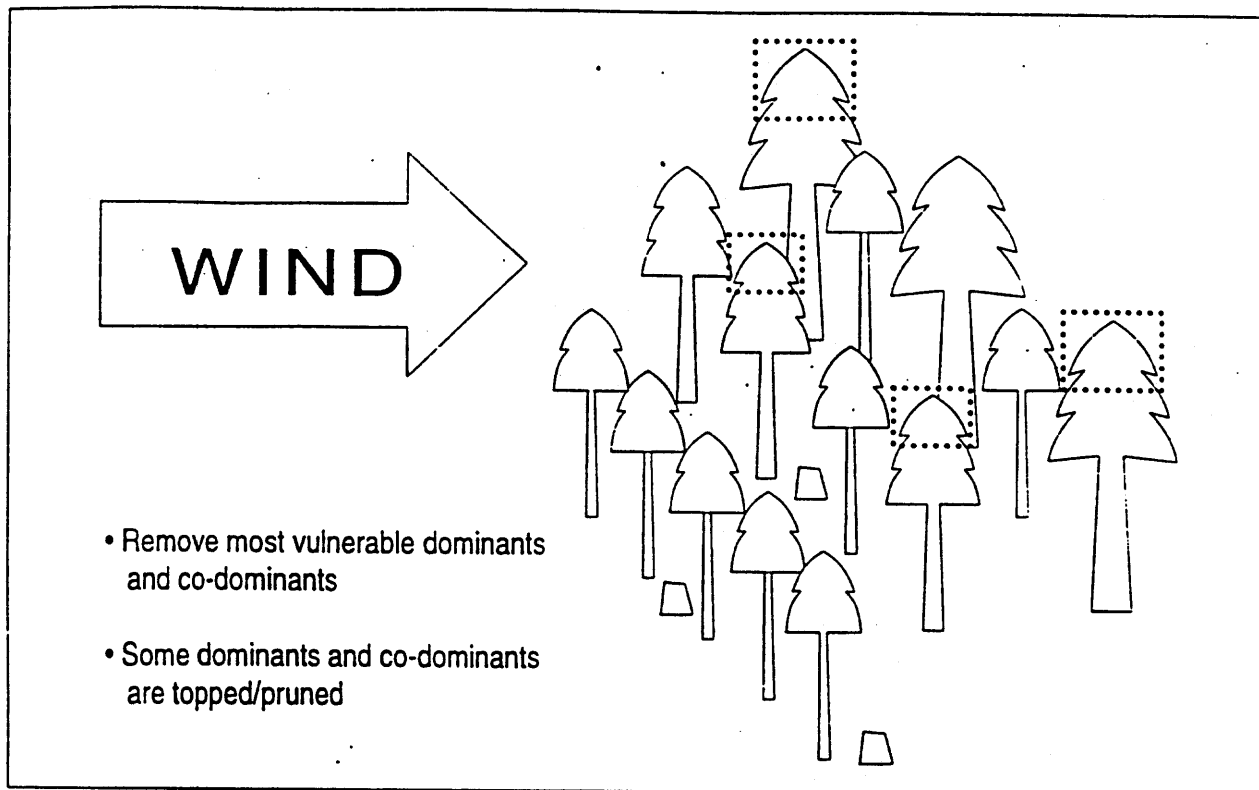 WIND
• Remove most vulnerable dominants
and co-dominants
• Some dominants and co-dominants
are topped/pruned